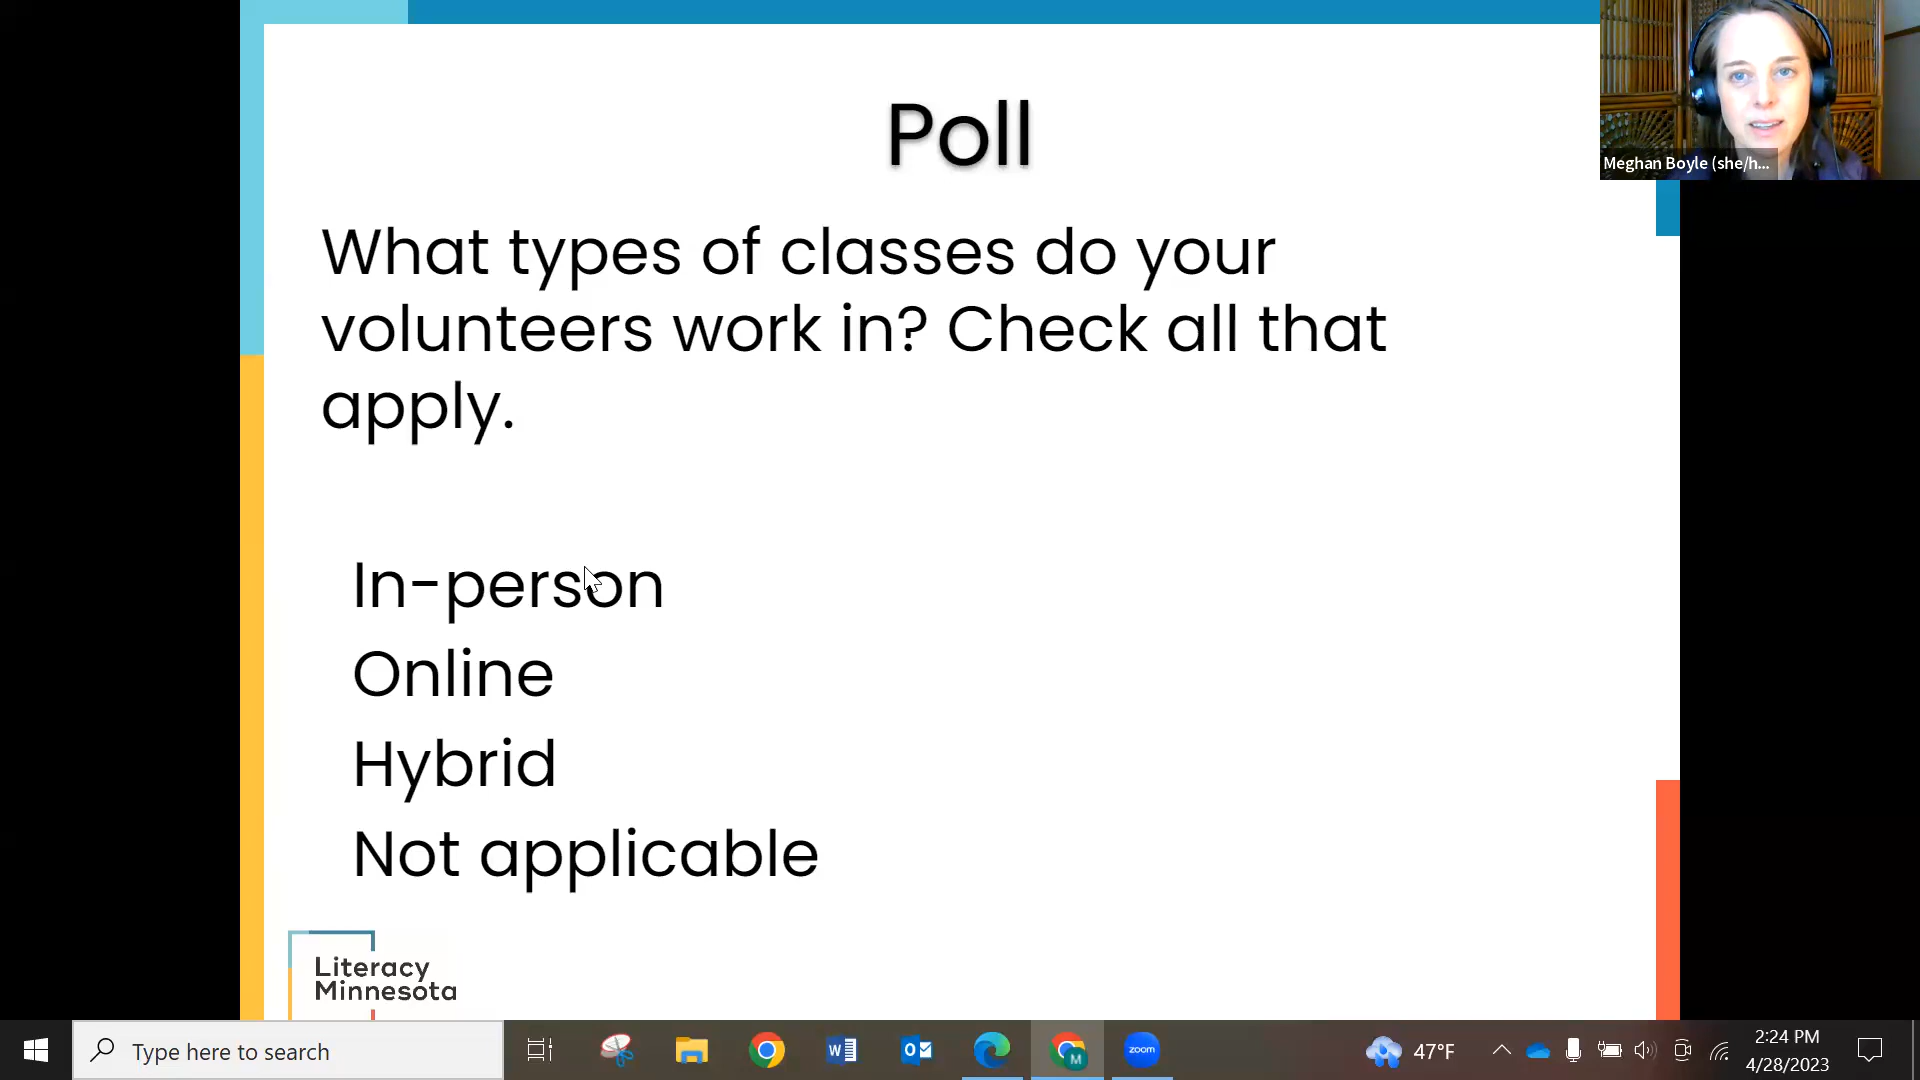 Poll
Meghan Boyle (she/h...
What types of classes do your
volunteers work in? Check all that
apply.
In-person
Online
Hybrid
Not applicable
Literacy
Minnesota
Type here to search
W
O
M
zoom
47°F
2:24 PM
4/28/2023